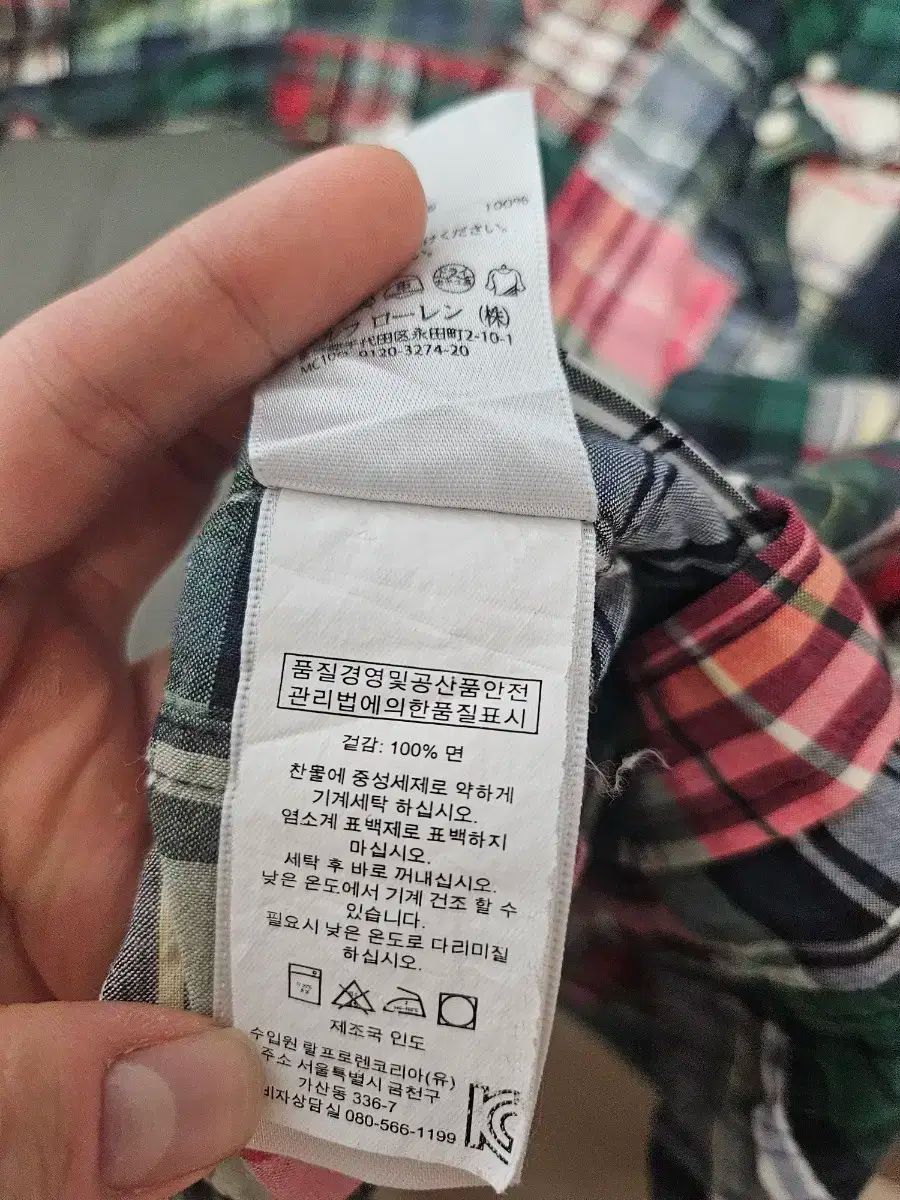 100%
ください。
ローレン (株)
千代田区永田町2-10-1
9120-3274-20
품질경영및공산품안전
관리법에의한품질표시
겉감: 100% 면
찬물에 중성세제로 약하게
기계세탁 하십시오.
염소계 표백제로 표백하지
마십시오.
세탁 후 바로 꺼내십시오.
낮은 온도에서 기계 건조 할 수
있습니다.
필요시 낮은 온도로 다리미질
하십시오.
제조국 인도
수입원 랄프로렌코리아(유)
주소 서울특별시 금천구
가산동 336-7
비자상담실 080-566-1199